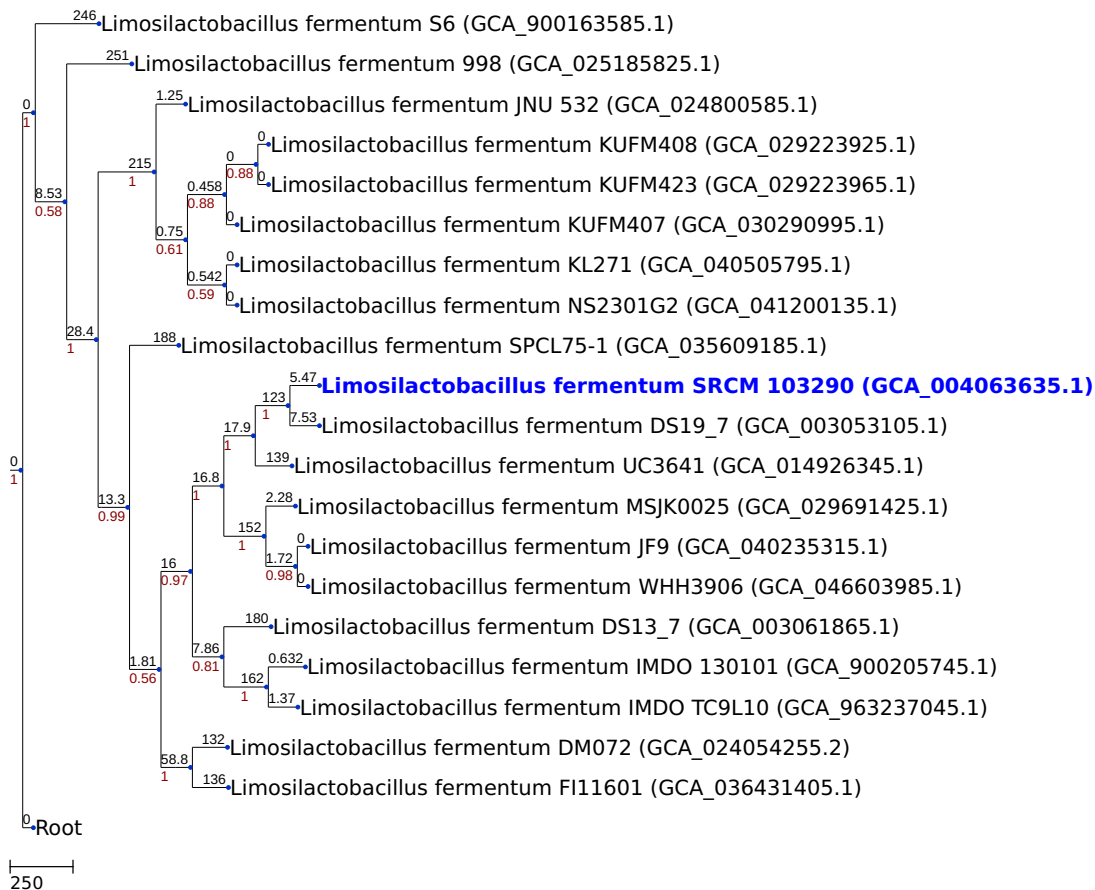 246
Limosilactobacillus fermentum S6 (GCA_900163585.1)
251
Limosilactobacillus fermentum 998 (GCA_025185825.1)
0
1
1.25
Limosilactobacillus fermentum JNU 532 (GCA_024800585.1)
0
Limosilactobacillus fermentum KUFM408 (GCA_029223925.1)
215
1
0
0.88
0
Limosilactobacillus fermentum KUFM423 (GCA_029223965.1)
8.53
0.58
0.458
0.88
0
Limosilactobacillus fermentum KUFM407 (GCA_030290995.1)
0.75
0.61
0
Limosilactobacillus fermentum KL271 (GCA_040505795.1)
0.542
0.59
0
Limosilactobacillus fermentum NS2301G2 (GCA_041200135.1)
28.4
1
188
Limosilactobacillus fermentum SPCL75-1 (GCA_035609185.1)
5.47
Limosilactobacillus fermentum SRCM 103290 (GCA_004063635.1)
123
1
7.53
Limosilactobacillus fermentum DS19_7 (GCA_003053105.1)
17.9
1
139
Limosilactobacillus fermentum UC3641 (GCA_014926345.1)
0
1
16.8
1
2.28
Limosilactobacillus fermentum MSJK0025 (GCA_029691425.1)
13.3
0.99
152
1
0
Limosilactobacillus fermentum JF9 (GCA_040235315.1)
1.72
0.98
0
Limosilactobacillus fermentum WHH3906 (GCA_046603985.1)
16
0.97
180
Limosilactobacillus fermentum DS13_7 (GCA_003061865.1)
7.86
0.81
0.632
Limosilactobacillus fermentum IMDO 130101 (GCA_900205745.1)
1.81
0.56
162
1
1.37
Limosilactobacillus fermentum IMDO TC9L10 (GCA_963237045.1)
132
Limosilactobacillus fermentum DM072 (GCA_024054255.2)
58.8
1
136
Limosilactobacillus fermentum FI11601 (GCA_036431405.1)
0
Root
250